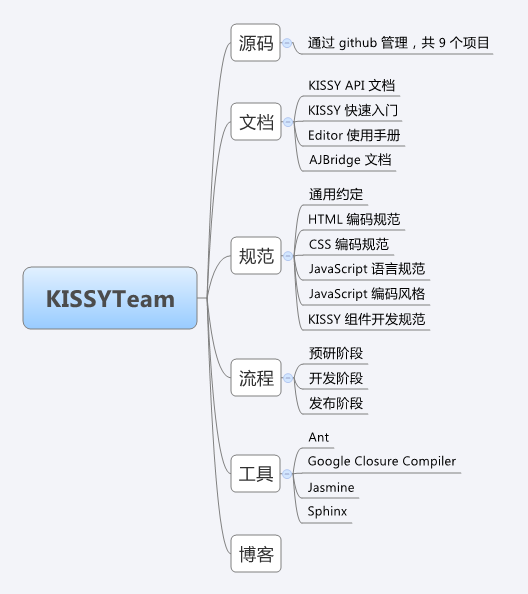 KISSYTeam
源码
通过 github 管理，共 9 个项目
文档
KISSY API 文档
KISSY 快速入门
Editor 使用手册
AJBridge 文档
规范
通用约定
HTML 编码规范
CSS 编码规范
JavaScript 语言规范
JavaScript 编码风格
KISSY 组件开发规范
流程
预研阶段
开发阶段
发布阶段
工具
Ant
Google Closure Compiler
Jasmine
Sphinx
博客